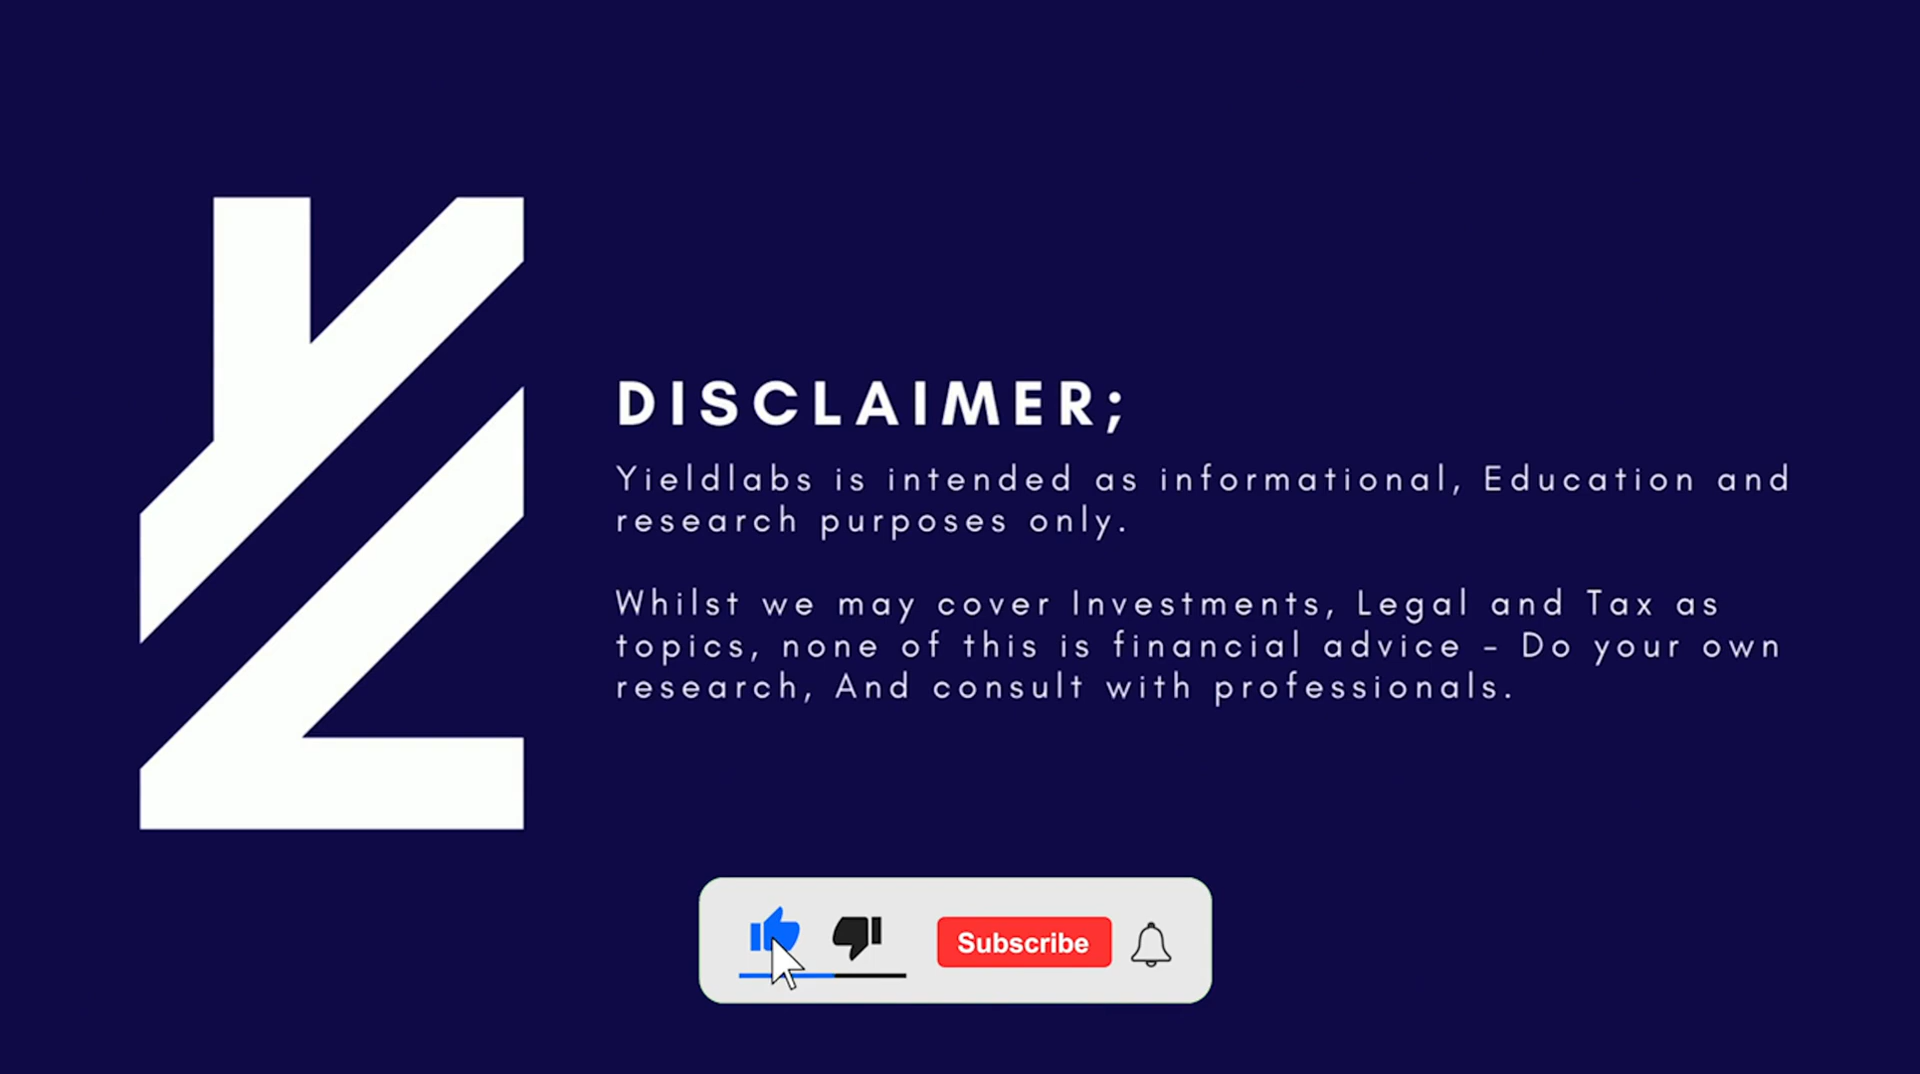 DISCLAIMER;
Yieldlabs is intended as informational, Education and
research purposes only.
Whilst we may cover Investments, Legal and Tax as
topics, none of this is financial advice - Do your own
research, And consult with professionals.
Subscribe